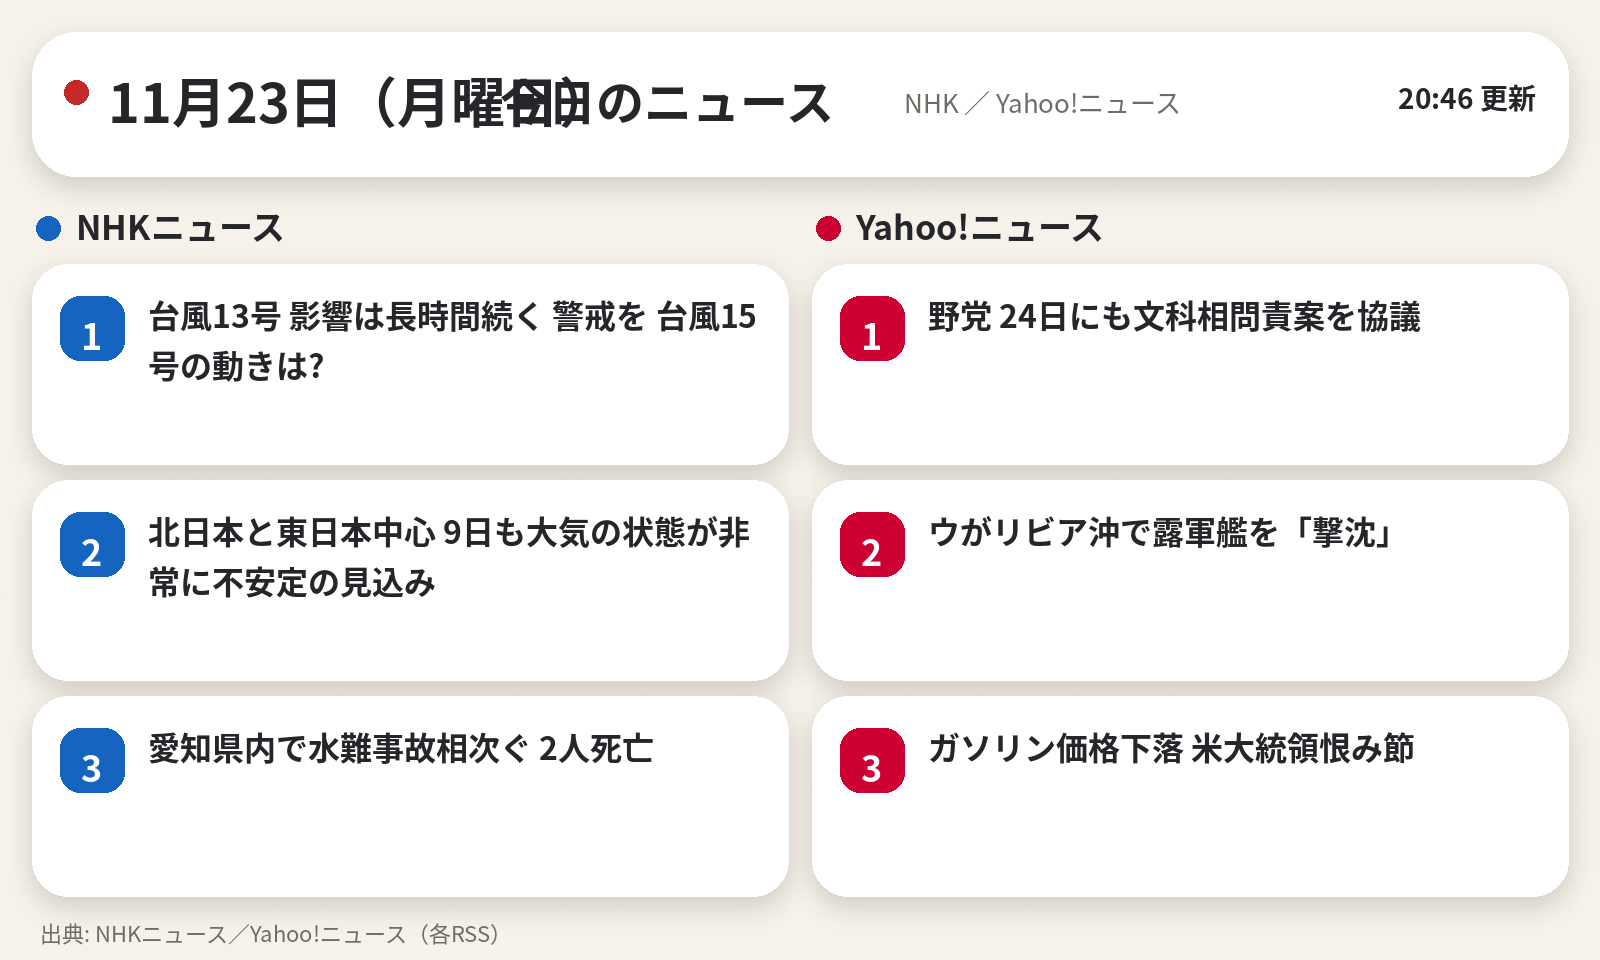 11月23日（月曜日）今日のニュース
NHK ／ Yahoo!ニュース
20:46 更新
NHKニュース
1
台風13号 影響は長時間続く 警戒を 台風15
号の動きは?
2
北日本と東日本中心 9日も大気の状態が非
常に不安定の見込み
3
愛知県内で水難事故相次ぐ 2人死亡
Yahoo!ニュース
1
野党 24日にも文科相問責案を協議
2
ウがリビア沖で露軍艦を「撃沈」
3
ガソリン価格下落 米大統領恨み節
出典: NHKニュース／Yahoo!ニュース（各RSS）